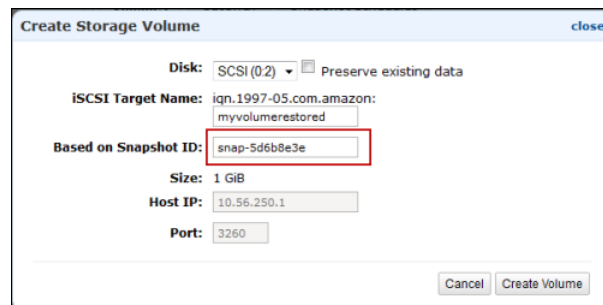 Create Storage Volume close
Disk: SCSI (0:2) Preserve existing data
iSCSI Target Name: iqn.1997-05.com.amazon:
myvolumerestored
Based on Snapshot ID: snap-5d6b8e3e
Size: 1 GiB
Host IP: 10.56.250.1
Port: 3260
Cancel Create Volume